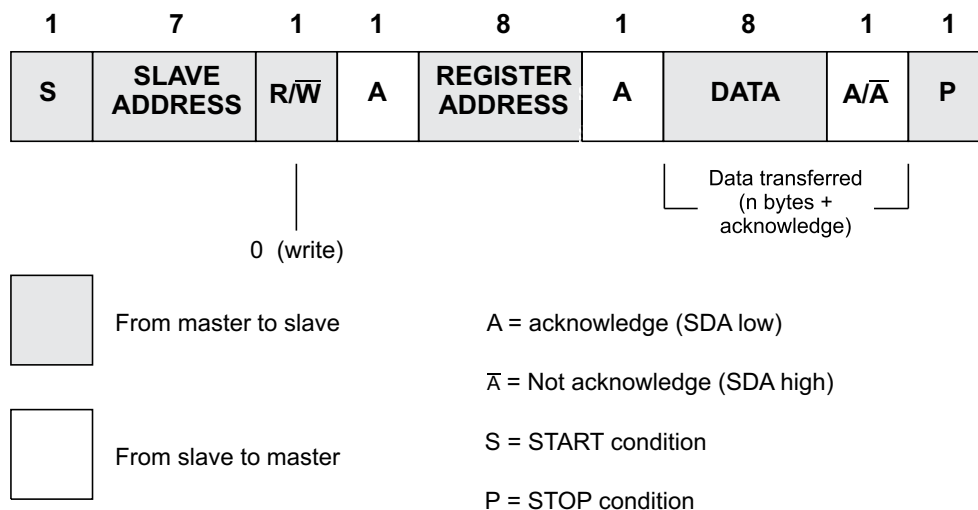 1 7 1 1 8 1 8 1 1
S SLAVE ADDRESS R/W̅ A REGISTER ADDRESS A DATA A/A̅ P
Data transferred
(n bytes +
acknowledge)
0 (write)
From master to slave
A = acknowledge (SDA low)
A̅ = Not acknowledge (SDA high)
From slave to master
S = START condition
P = STOP condition